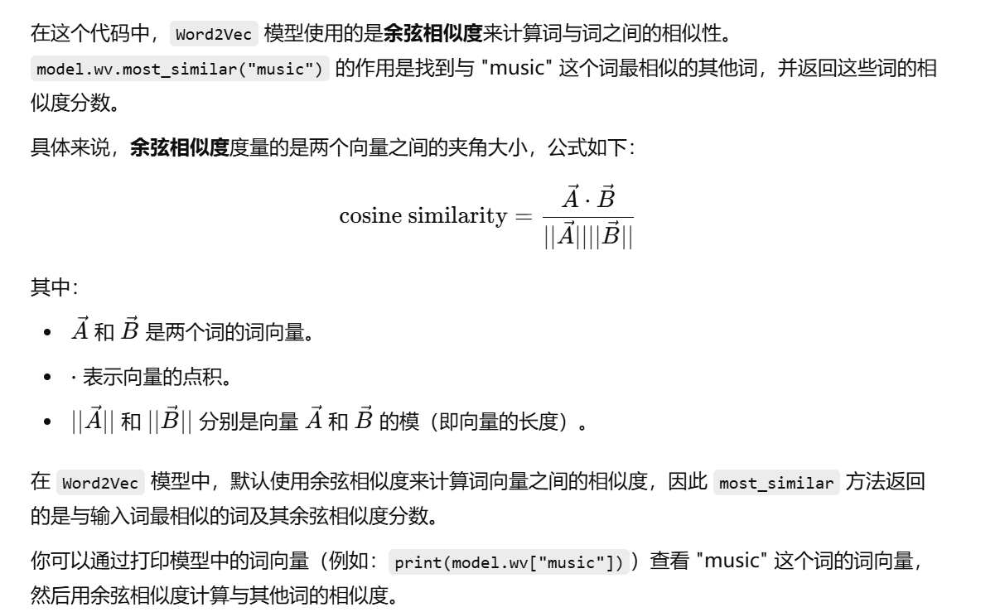 在这个代码中，Word2Vec 模型使用的是余弦相似度来计算词与词之间的相似性。
model.wv.most_similar("music") 的作用是找到与 "music" 这个词最相似的其他词，并返回这些词的相
似度分数。
具体来说，余弦相似度度量的是两个向量之间的夹角大小，公式如下：
cosine similarity = \frac{\vec{A} \cdot \vec{B}}{||\vec{A}||||\vec{B}||}
其中：
• \vec{A} 和 \vec{B} 是两个词的词向量。
• · 表示向量的点积。
• ||\vec{A}|| 和 ||\vec{B}|| 分别是向量 \vec{A} 和 \vec{B} 的模（即向量的长度）。
在 Word2Vec 模型中，默认使用余弦相似度来计算词向量之间的相似度，因此 most_similar 方法返回
的是与输入词最相似的词及其余弦相似度分数。
你可以通过打印模型中的词向量（例如：print(model.wv["music"])）查看 "music" 这个词的词向量，
然后用余弦相似度计算与其他词的相似度。